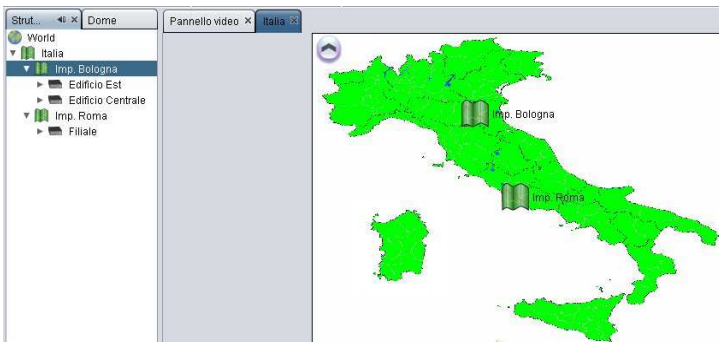 Strut...
Dome
World
Italia
Imp. Bologna
Edificio Est
Edificio Centrale
Imp. Roma
Filiale
Pannello video
Italia
Imp. Bologna
Imp. Roma